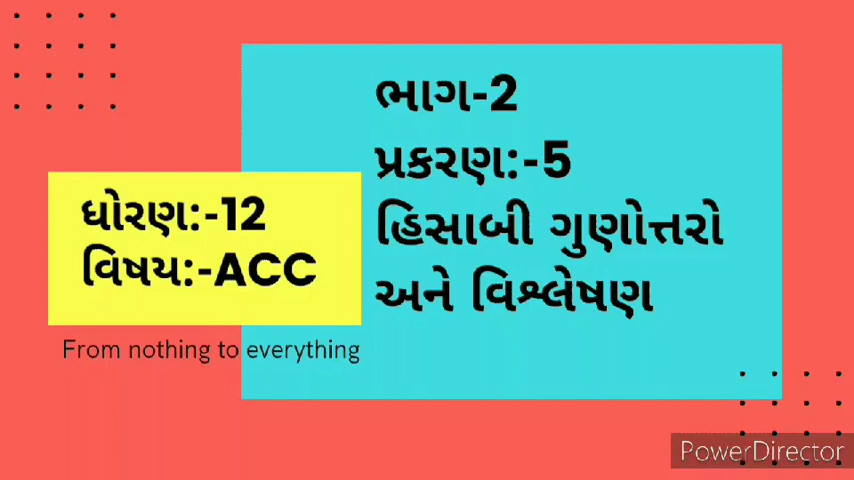 ધોરણ:-12
વિષય:-ACC
ભાગ-2
પ્રકરણ:-5
હિસાબી ગુણોત્તરો
અને વિશ્લેષણ
From nothing to everything
PowerDirector